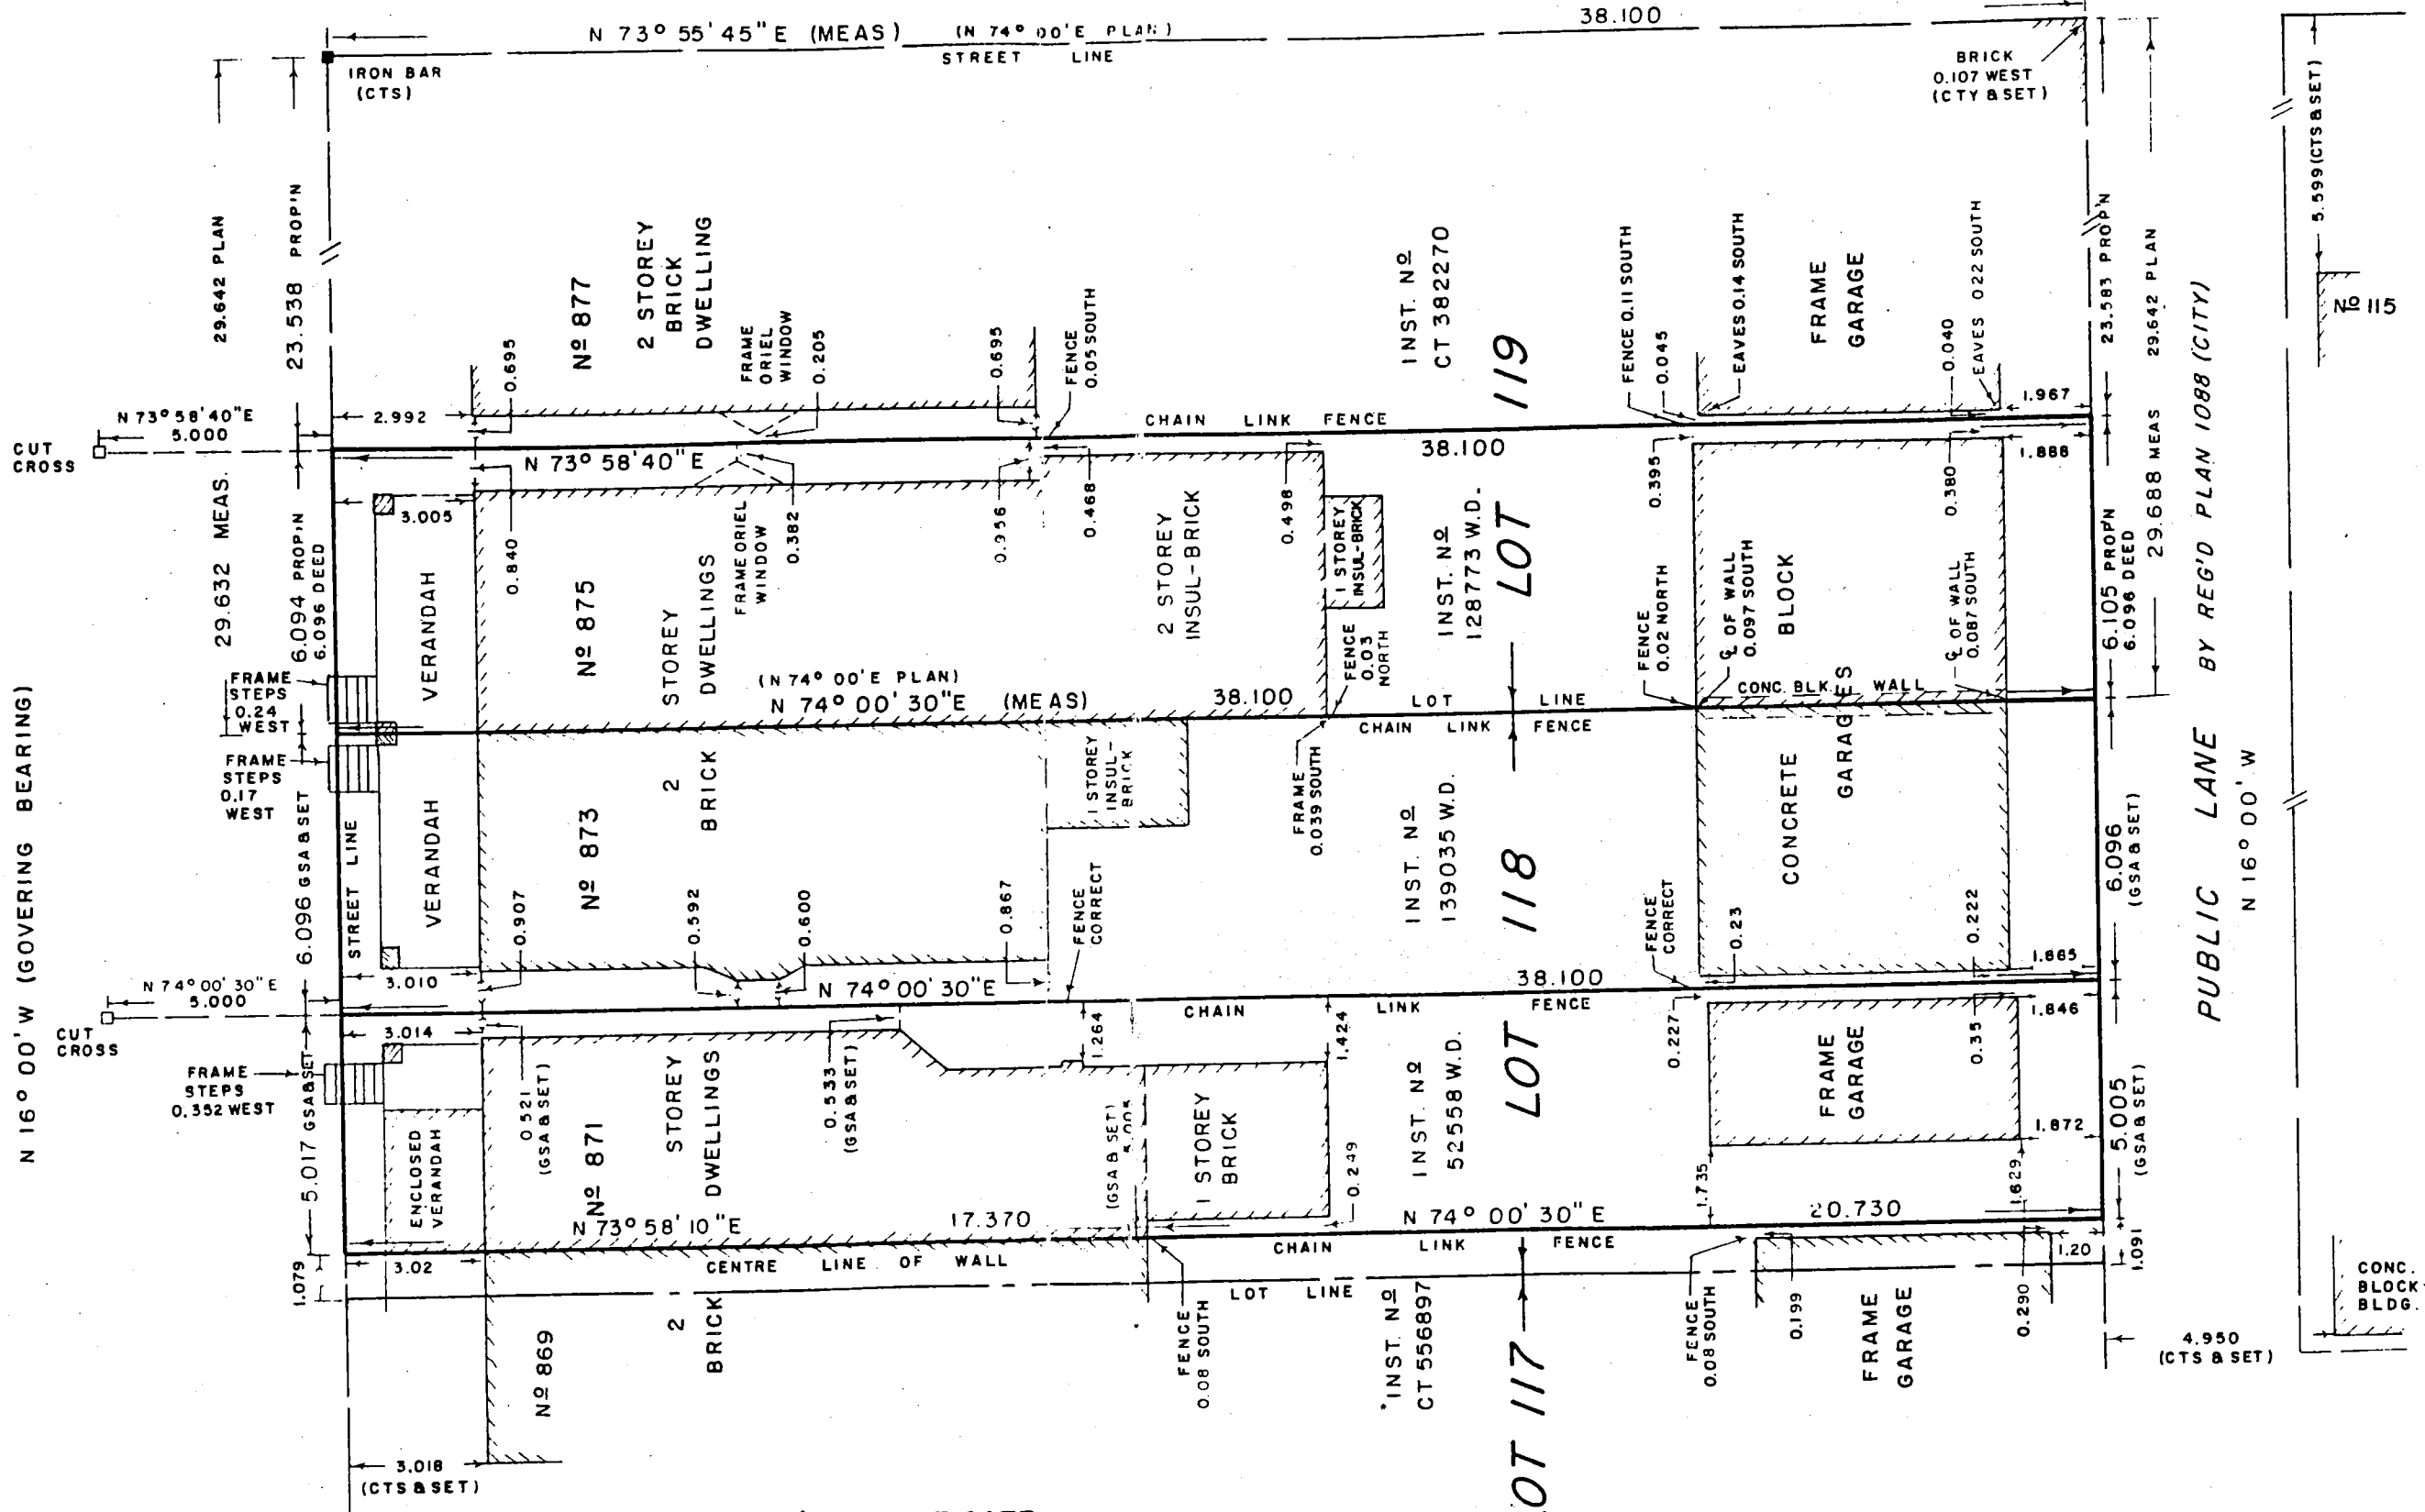 N 73° 55' 45" E (MEAS)
(N 74° 00' E PLAN)
38.100
STREET LINE
IRON BAR
(CTS)
BRICK
0.107 WEST
(CTY & SET)
5.599 (CTS & SET)
Nº 115
29.642 PLAN
23.538 PROP'N
Nº 877
2 STOREY
BRICK
DWELLING
FRAME
ORIEL
WINDOW
0.205
0.695
0.695
FENCE
0.05 SOUTH
INST. Nº
CT 382270
LOT 119
FENCE 0.11 SOUTH
0.045
EAVES 0.14 SOUTH
FRAME
GARAGE
0.040
EAVES 022 SOUTH
1.967
23.583 PROP'N
29.642 PLAN
N 73° 58' 40" E
5.000
CUT
CROSS
2.992
CHAIN LINK FENCE
38.100
N 73° 58' 40" E
3.005
0.840
FRAME ORIEL
WINDOW
0.382
0.956
0.468
0.498
0.395
0.380
1.888
29.632 MEAS.
6.094 PROP'N
6.096 DEED
VERANDAH
Nº 875
2 STOREY
INSUL-BRICK
1 STOREY
INSUL-BRICK
INST. Nº
128773 W.D.
FENCE
0.02 NORTH
℄ OF WALL
0.097 SOUTH
BLOCK
℄ OF WALL
0.087 SOUTH
6.105 PROP'N
6.096 DEED
29.688 MEAS
PUBLIC LANE BY REG'D PLAN 1088 (CITY)
N 16° 00' W
FRAME
STEPS
0.24
WEST
(N 74° 00' E PLAN)
N 74° 00' 30" E (MEAS)
38.100
FENCE
0.03
NORTH
LOT LINE
CHAIN LINK FENCE
CONC. BLK. WALL
2 STOREY
BRICK DWELLINGS
FRAME
STEPS
0.17
WEST
N 16° 00' W (GOVERING BEARING)
6.096 GSA & SET
STREET LINE
VERANDAH
Nº 873
1 STOREY
INSUL-
BRICK
FRAME
0.039 SOUTH
INST. Nº
139035 W.D.
LOT 118
CONCRETE
GARAGES
6.096
(GSA & SET)
0.907
0.592
0.600
0.867
FENCE
CORRECT
FENCE
CORRECT
0.23
0.222
1.865
N 74° 00' 30" E
5.000
CUT
CROSS
3.010
N 74° 00' 30" E
38.100
CHAIN LINK FENCE
3.014
0.521
(GSA & SET)
0.533
(GSA & SET)
1.264
1.424
0.227
0.35
1.846
FRAME
STEPS
0.352 WEST
5.017 GSA & SET
ENCLOSED
VERANDAH
Nº 871
STOREY
DWELLINGS
(GSA & SET)
5.005
1 STOREY
BRICK
0.249
INST. Nº
52558 W.D.
LOT
FRAME
GARAGE
1.872
1.735
1.829
5.005
(GSA & SET)
N 73° 58' 10" E
17.370
N 74° 00' 30" E
20.730
3.02
CENTRE LINE OF WALL
CHAIN LINK FENCE
1.20
1.091
1.079
LOT LINE
2
BRICK
Nº 869
FENCE
0.08 SOUTH
INST. Nº
CT 556897
OT 117
FENCE
0.08 SOUTH
0.199
FRAME
GARAGE
0.290
4.950
(CTS & SET)
CONC.
BLOCK
BLDG.
3.018
(CTS & SET)